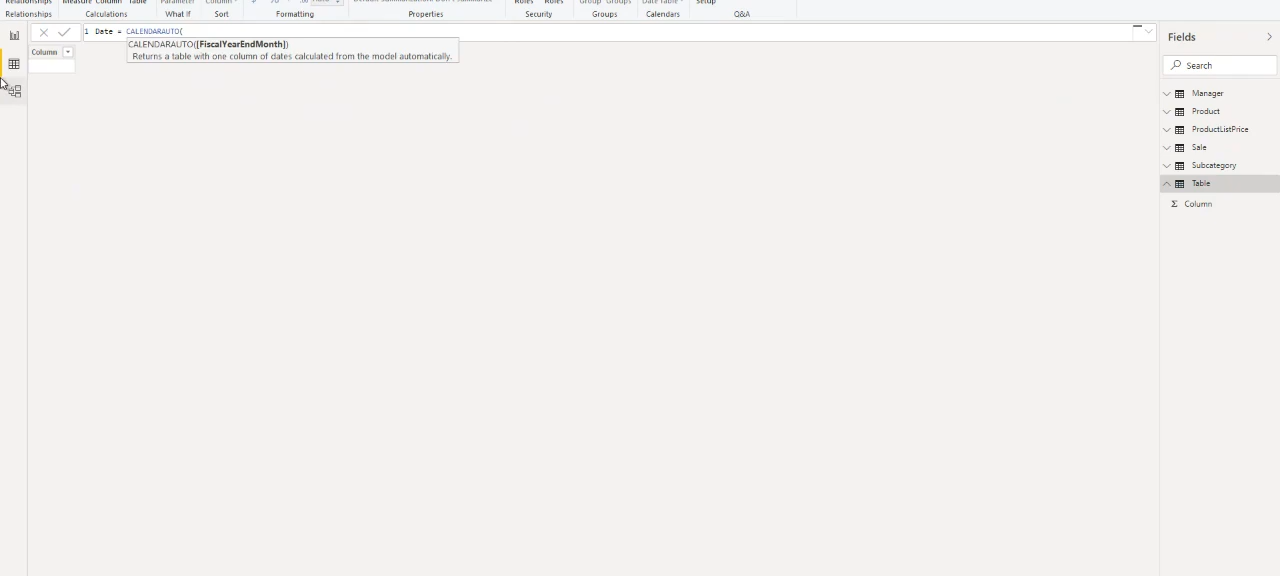 Relationships Measure Column Table Parameter Column Roles Roles Group Groups Date Table Setup
Relationships Calculations What If Sort Formatting Properties Security Groups Calendars Q&A
1 Date = CALENDARAUTO(
CALENDARAUTO([FiscalYearEndMonth])
Returns a table with one column of dates calculated from the model automatically.
Column
Fields
Search
Manager
Product
ProductListPrice
Sale
Subcategory
Table
Σ Column